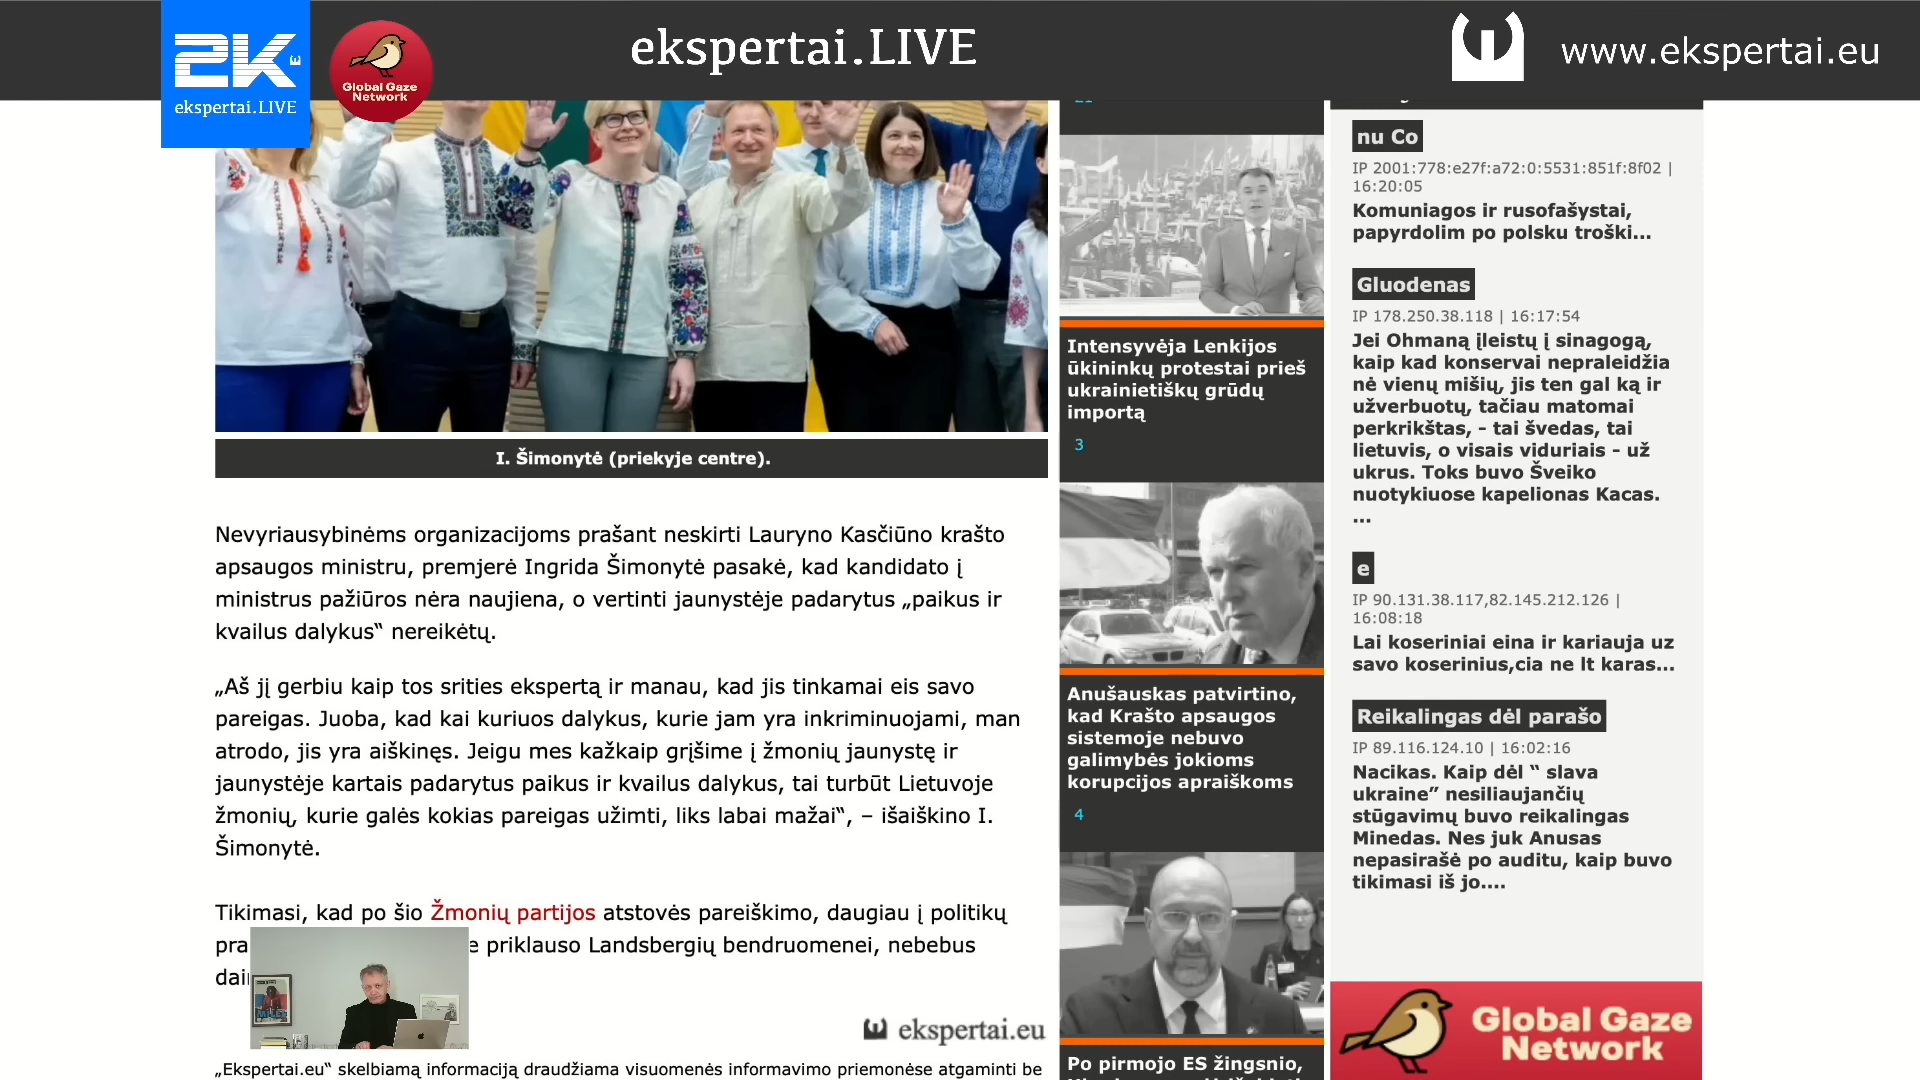 2K
ekspertai.LIVE
Global Gaze
Network
ekspertai.LIVE
www.ekspertai.eu
I. Šimonytė (priekyje centre).
Nevyriausybinėms organizacijoms prašant neskirti Lauryno Kasčiūno krašto
apsaugos ministru, premjerė Ingrida Šimonytė pasakė, kad kandidato į
ministrus pažiūros nėra naujiena, o vertinti jaunystėje padarytus „paikus ir
kvailus dalykus“ nereikėtų.
„Aš jį gerbiu kaip tos srities ekspertą ir manau, kad jis tinkamai eis savo
pareigas. Juoba, kad kai kuriuos dalykus, kurie jam yra inkriminuojami, man
atrodo, jis yra aiškinęs. Jeigu mes kažkaip grįšime į žmonių jaunystę ir
jaunystėje kartais padarytus paikus ir kvailus dalykus, tai turbūt Lietuvoje
žmonių, kurie galės kokias pareigas užimti, liks labai mažai“, – išaiškino I.
Šimonytė.
Tikimasi, kad po šio Žmonių partijos atstovės pareiškimo, daugiau į politikų
pra e priklauso Landsbergių bendruomenei, nebebus
dai
ekspertai.eu
„Ekspertai.eu“ skelbiamą informaciją draudžiama visuomenės informavimo priemonėse atgaminti be
21
Intensyvėja Lenkijos
ūkininkų protestai prieš
ukrainietiškų grūdų
importą
3
Anušauskas patvirtino,
kad Krašto apsaugos
sistemoje nebuvo
galimybės jokioms
korupcijos apraiškoms
4
Po pirmojo ES žingsnio,
nu Co
IP 2001:778:e27f:a72:0:5531:851f:8f02 |
16:20:05
Komuniagos ir rusofašystai,
papyrdolim po polsku troški...
Gluodenas
IP 178.250.38.118 | 16:17:54
Jei Ohmaną įleistų į sinagogą,
kaip kad konservai nepraleidžia
nė vienų mišių, jis ten gal ką ir
užverbuotų, tačiau matomai
perkrikštas, - tai švedas, tai
lietuvis, o visais viduriais - už
ukrus. Toks buvo Šveiko
nuotykiuose kapelionas Kacas.
...
e
IP 90.131.38.117,82.145.212.126 |
16:08:18
Lai koseriniai eina ir kariauja uz
savo koserinius,cia ne lt karas...
Reikalingas dėl parašo
IP 89.116.124.10 | 16:02:16
Nacikas. Kaip dėl “ slava
ukraine” nesiliaujančių
stūgavimų buvo reikalingas
Minedas. Nes juk Anusas
nepasirašė po auditu, kaip buvo
tikimasi iš jo....
Global Gaze
Network